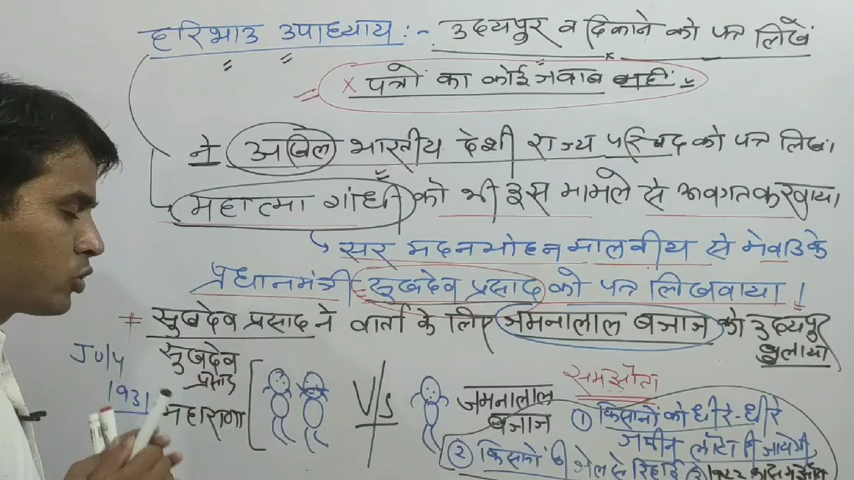 हरिभाउ उपाध्याय :- उदयपुर व ठिकाने को पत्र लिखें
x पत्रो का कोई जवाब नहीं
ने अखिल भारतीय देशी राज्य परिषद को पत्र लिखा
महात्मा गांधी को भी इस मामले से अवगत करवाया
सर मदनमोहन मालवीय से मेवाड़ के
प्रधानमंत्री सुखदेव प्रसाद को पत्र लिखवाया।
सुखदेव प्रसाद ने वार्ता के लिए जमनालाल बजाज को उदयपुर
बुलाया
July 1931
सुखदेव प्रसाद
महाराणा
V/S
जमनालाल बजाज
समझौता
① किसानों को धीरे-धीरे
जमीन लौटा दी जायेगी
② किसानों की जेल से रिहाई
1922 का समझौता